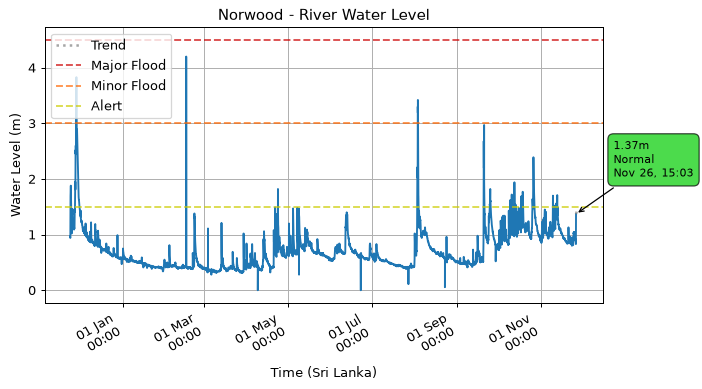 Norwood - River Water Level
Trend
Major Flood
Minor Flood
Alert
Water Level (m)
4
3
2
1
0
1.37m
Normal
Nov 26, 15:03
01 Jan
00:00
01 Mar
00:00
01 May
00:00
01 Jul
00:00
01 Sep
00:00
01 Nov
00:00
Time (Sri Lanka)